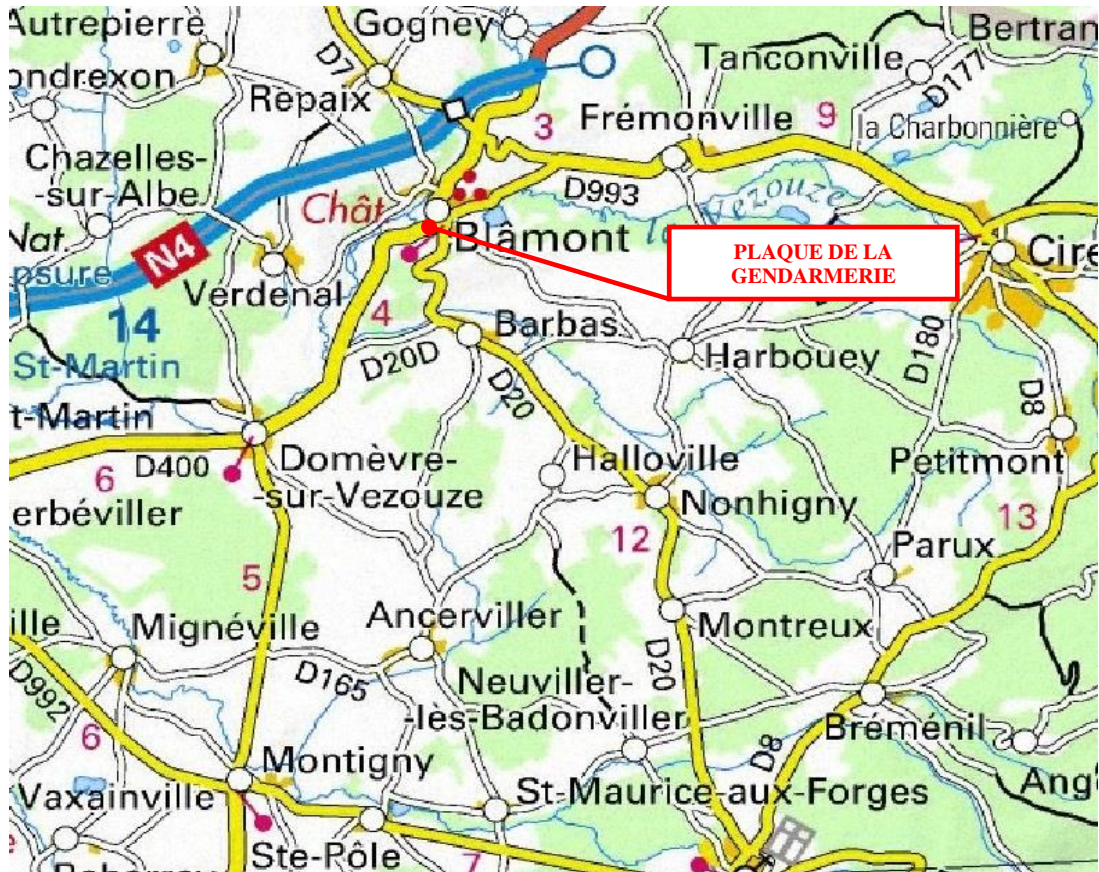 Autrepierre
Gogney
Bertran
ondrexon
D7
Tanconville
D177
Repaix
3
Frémonville
9
la Charbonnière
Chazelles-
-sur-Albe
Chât
D993
Vezouze
Nat.
N4
Blâmont
PLAQUE DE LA
GENDARMERIE
Cire
psure
Verdenal
14
4
Barbas
St-Martin
D20D
Harbouey
D180
D20
D8
t-Martin
6
D400
Domèvre-
-sur-Vezouze
Halloville
Petitmont
erbéviller
Nonhigny
13
12
Parux
5
ille
Mignéville
Ancerviller
Montreux
D992
D165
Neuviller-
-lès-Badonviller
D20
Bréménil
6
D8
Montigny
Ang
Vaxainville
St-Maurice-aux-Forges
Ste-Pôle
7